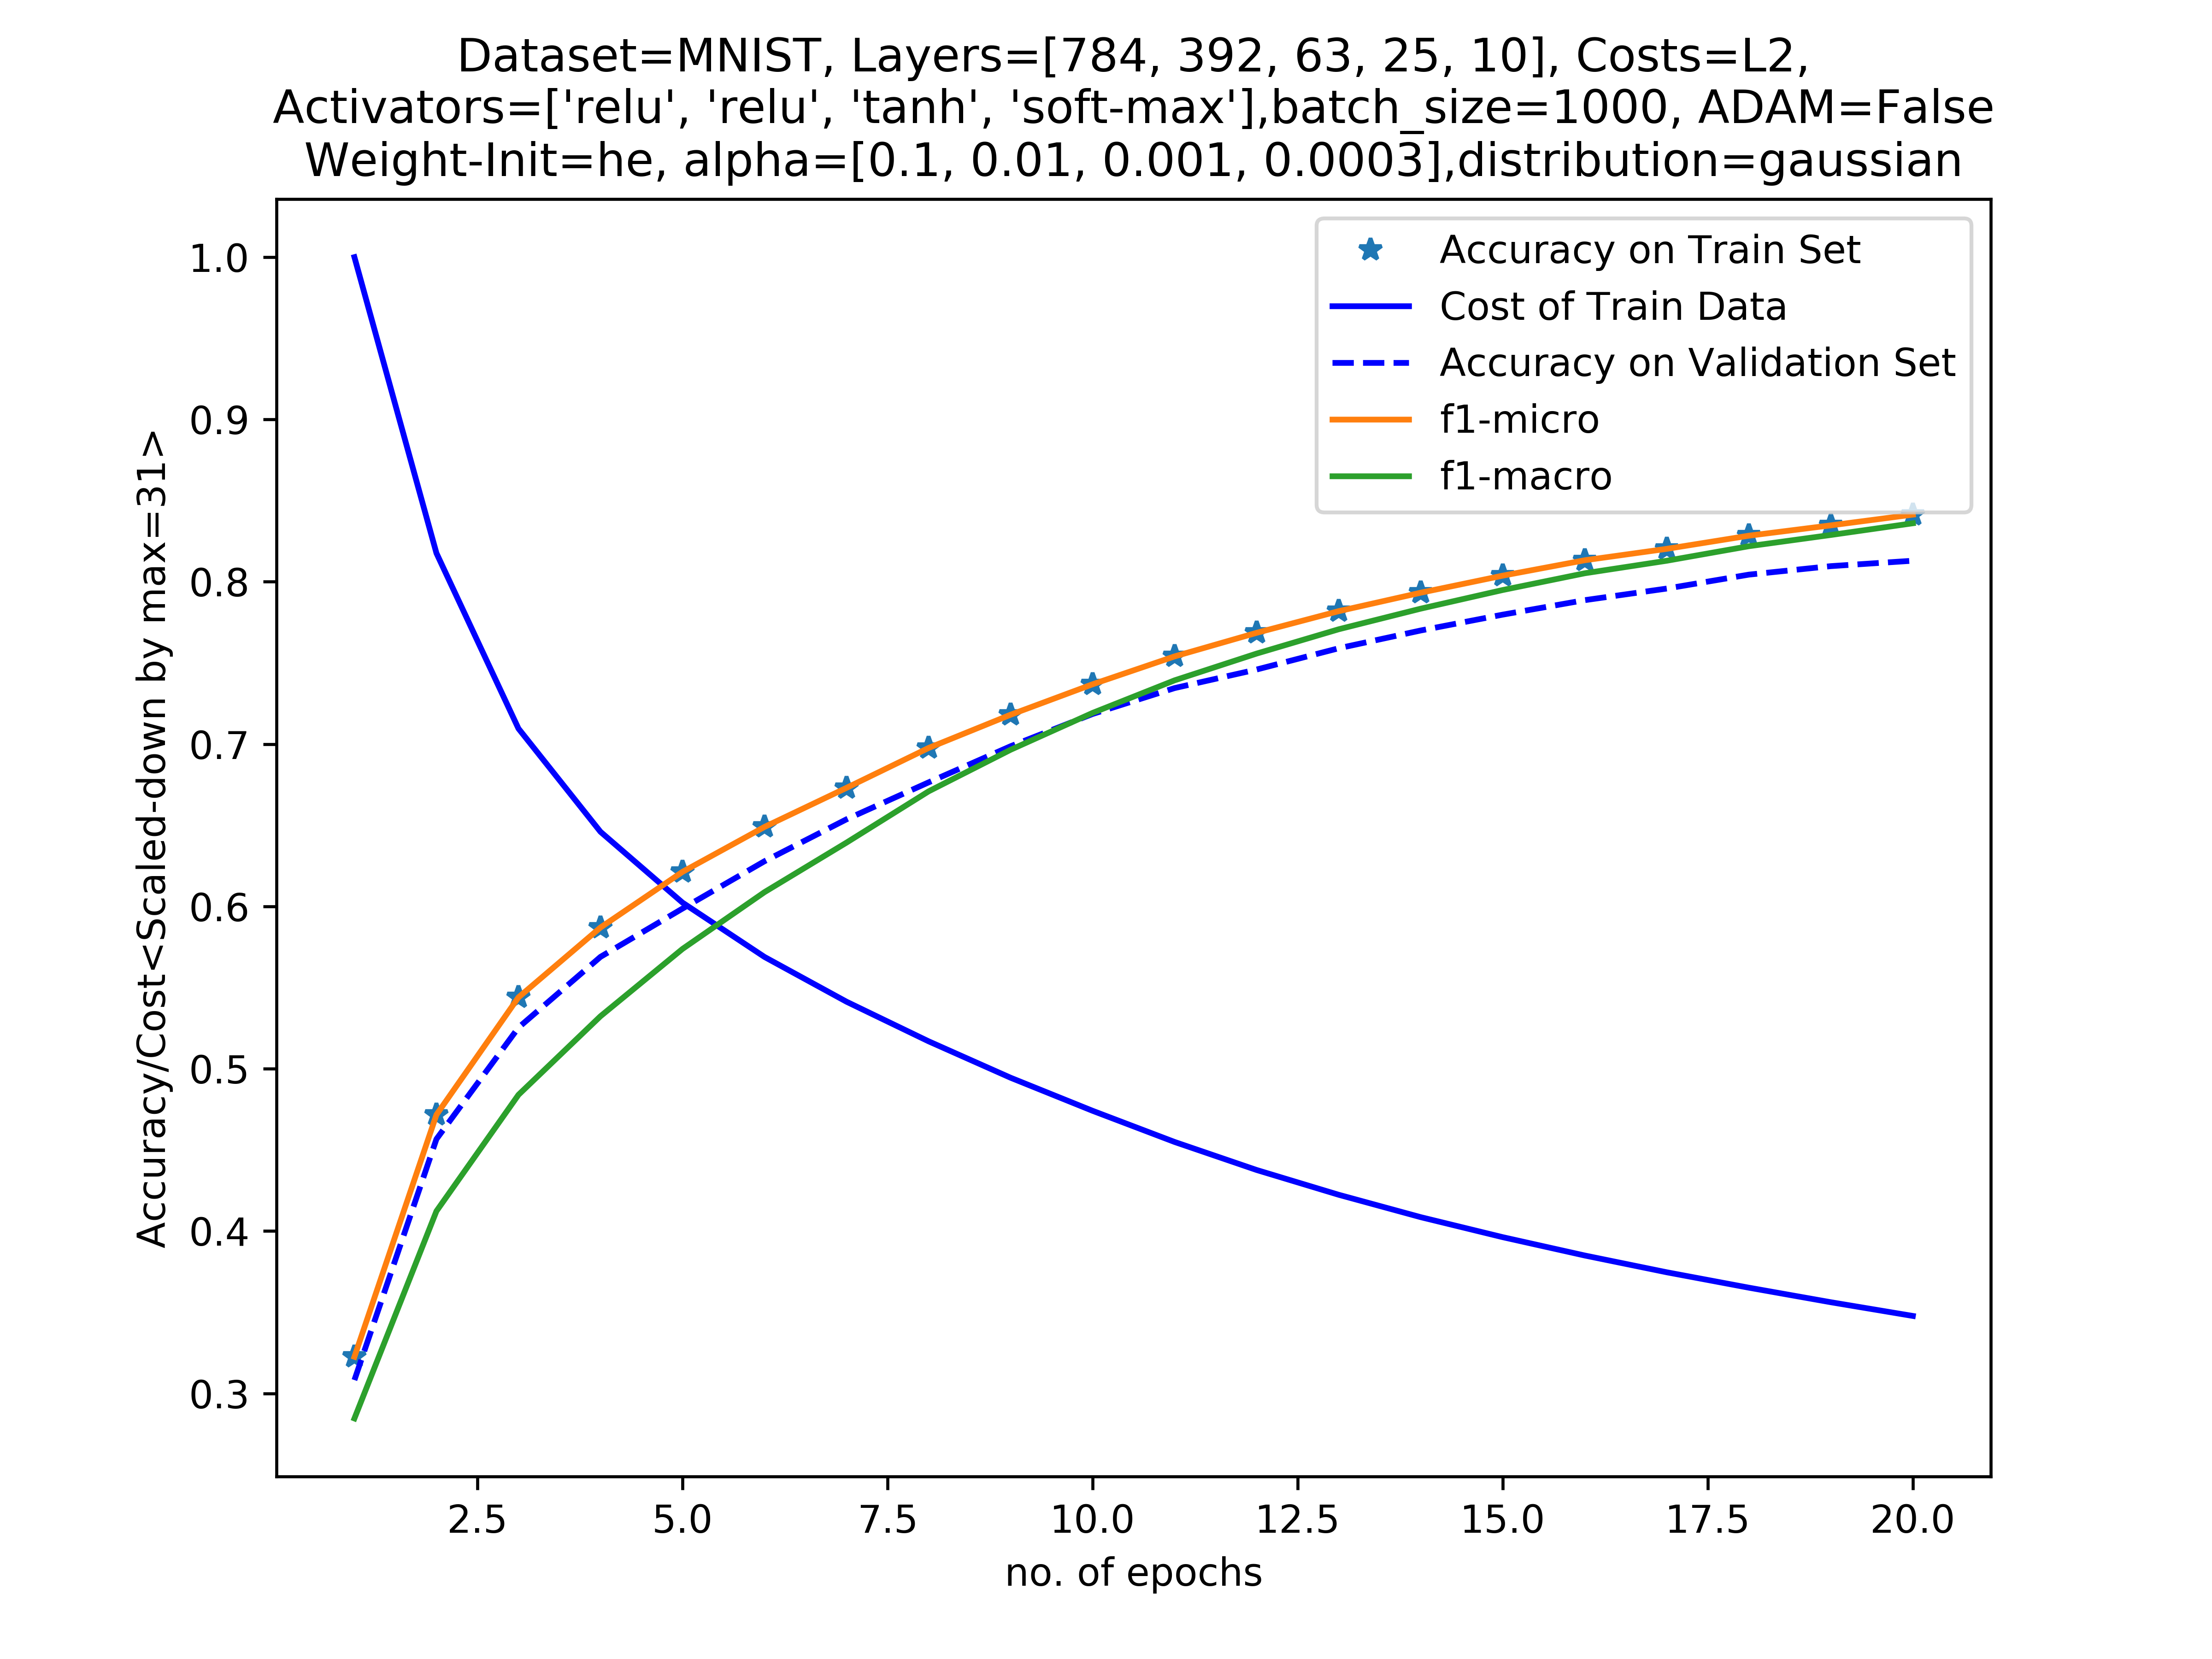 Dataset=MNIST, Layers=[784, 392, 63, 25, 10], Costs=L2,
Activators=['relu', 'relu', 'tanh', 'soft-max'],batch_size=1000, ADAM=False
Weight-Init=he, alpha=[0.1, 0.01, 0.001, 0.0003],distribution=gaussian
Accuracy on Train Set
Cost of Train Data
Accuracy on Validation Set
f1-micro
f1-macro
1.0
0.9
0.8
0.7
0.6
0.5
0.4
0.3
Accuracy/Cost<Scaled-down by max=31>
2.5 5.0 7.5 10.0 12.5 15.0 17.5 20.0
no. of epochs